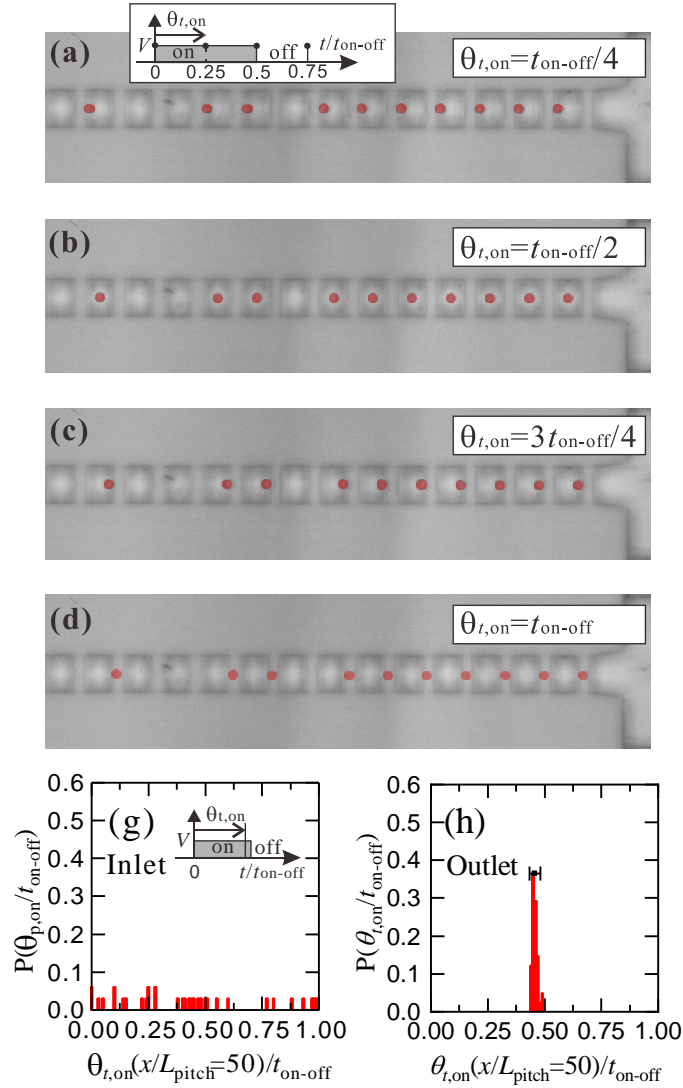 θt,on
V on off t/ton-off
0 0.25 0.5 0.75
(a) θt,on=ton-off/4
(b) θt,on=ton-off/2
(c) θt,on=3ton-off/4
(d) θt,on=ton-off
(g) Inlet
θt,on
V on off
0 t/ton-off
P(θp,on/ton-off)
0.6
0.5
0.4
0.3
0.2
0.1
0.0
0.00 0.25 0.50 0.75 1.00
θt,on(x/Lpitch=50)/ton-off
(h)
Outlet
P(θt,on/ton-off)
0.6
0.5
0.4
0.3
0.2
0.1
0.0
0.00 0.25 0.50 0.75 1.00
θt,on(x/Lpitch=50)/ton-off